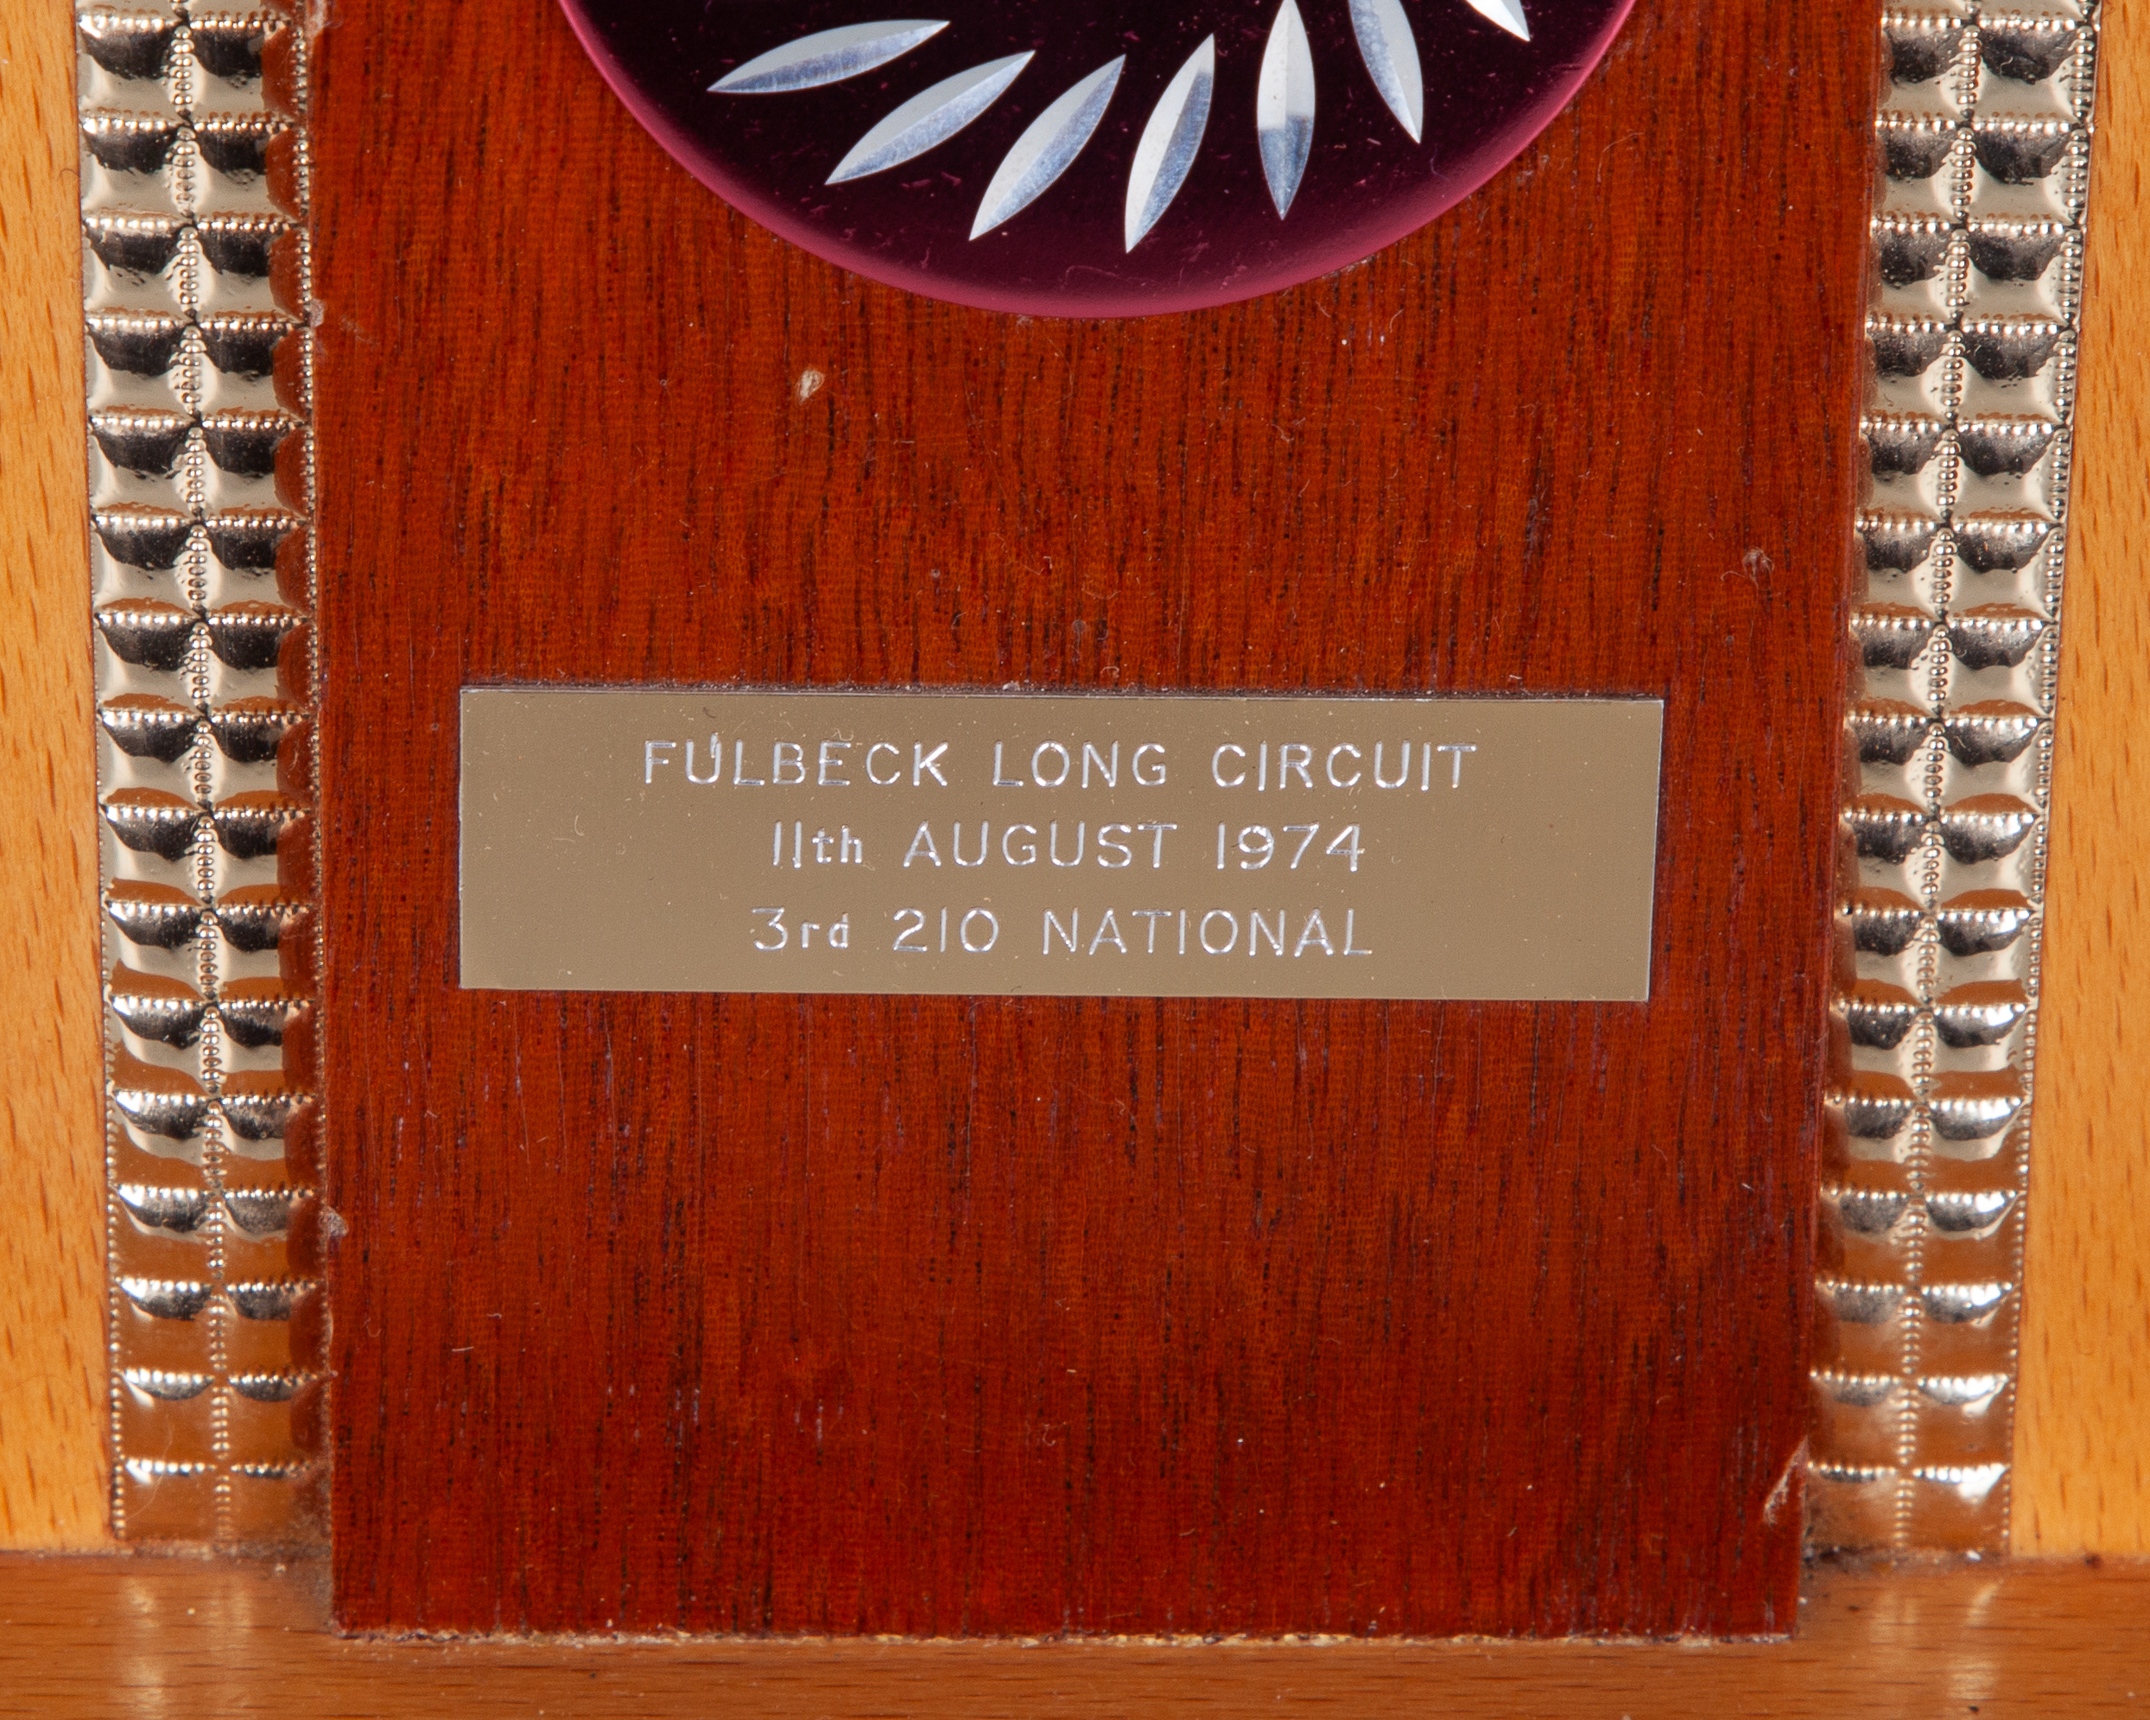 FULBECK LONG CIRCUIT
11th AUGUST 1974
3rd 210 NATIONAL